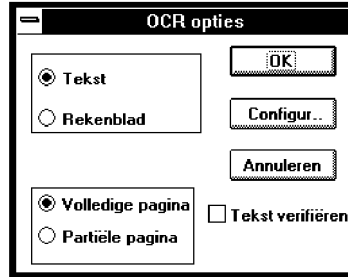 OCR opties
Tekst
Rekenblad
OK
Configur..
Annuleren
Volledige pagina
Partiële pagina
Tekst verifiëren